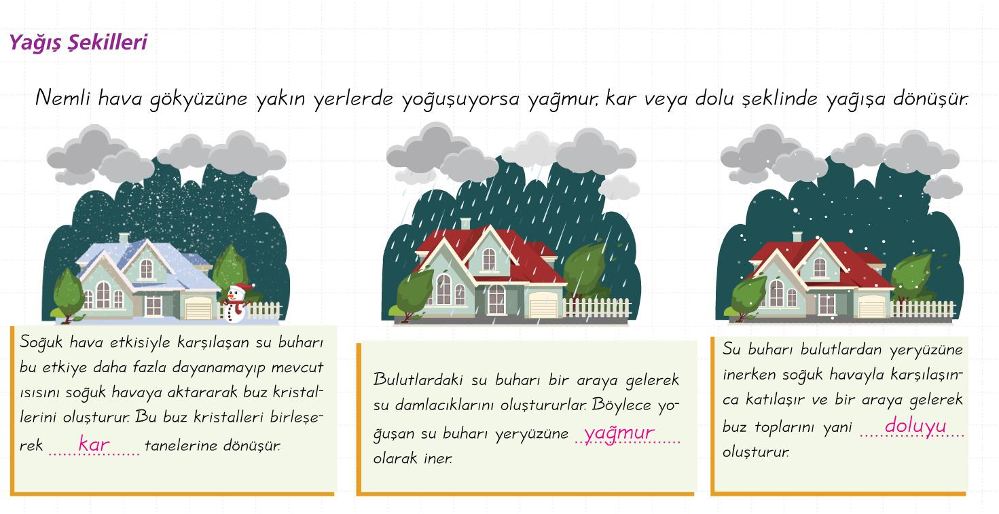 Yağış Şekilleri
Nemli hava gökyüzüne yakın yerlerde yoğuşuyorsa yağmur, kar veya dolu şeklinde yağışa dönüşür.
Soğuk hava etkisiyle karşılaşan su buharı
bu etkiye daha fazla dayanamayıp mevcut
ısısını soğuk havaya aktararak buz kristal-
lerini oluşturur. Bu buz kristalleri birleşe-
rek kar tanelerine dönüşür.
Bulutlardaki su buharı bir araya gelerek
su damlacıklarını oluştururlar. Böylece yo-
ğuşan su buharı yeryüzüne yağmur
olarak iner.
Su buharı bulutlardan yeryüzüne
inerken soğuk havayla karşılaşın-
ca katılaşır ve bir araya gelerek
buz toplarını yani doluyu
oluşturur.